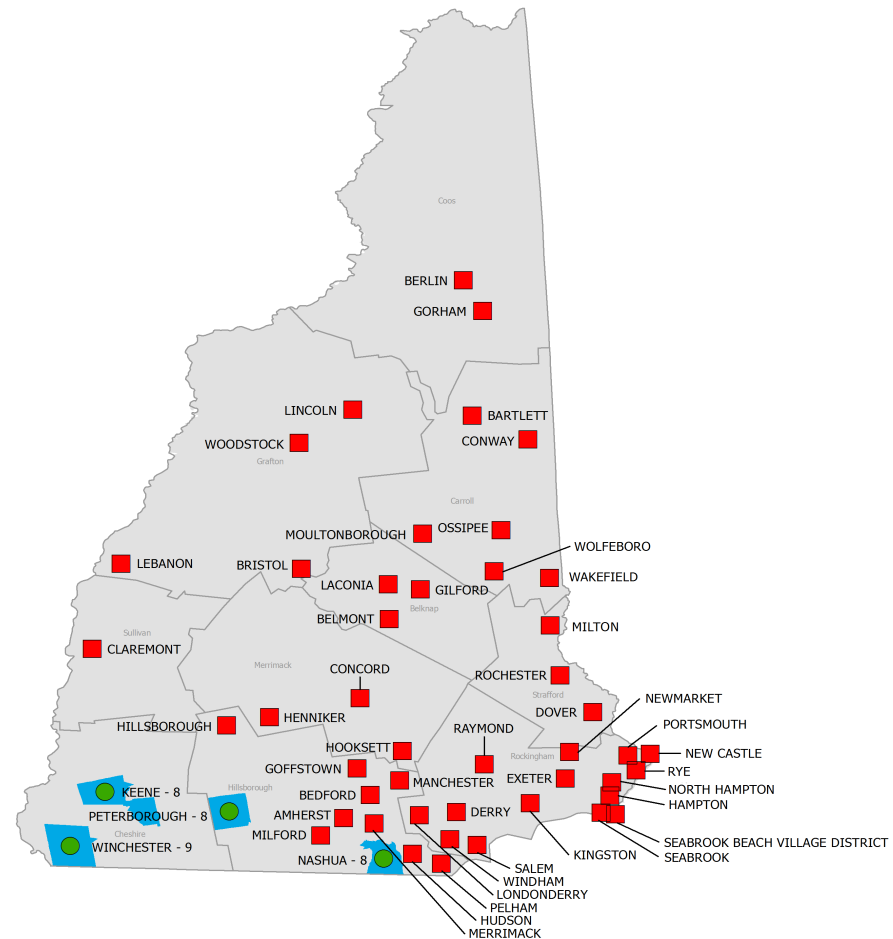 Coos
BERLIN
GORHAM
LINCOLN
BARTLETT
WOODSTOCK
CONWAY
Grafton
Carroll
MOULTONBOROUGH
OSSIPEE
WOLFEBORO
LEBANON
BRISTOL
WAKEFIELD
LACONIA
GILFORD
Belknap
BELMONT
MILTON
Sullivan
CLAREMONT
Merrimack
CONCORD
ROCHESTER
Strafford
NEWMARKET
DOVER
HENNIKER
PORTSMOUTH
HILLSBOROUGH
RAYMOND
HOOKSETT
NEW CASTLE
Rockingham
GOFFSTOWN
RYE
EXETER
MANCHESTER
Hillsborough
NORTH HAMPTON
KEENE - 8
BEDFORD
HAMPTON
PETERBOROUGH - 8
AMHERST
DERRY
Cheshire
MILFORD
SEABROOK BEACH VILLAGE DISTRICT
WINCHESTER - 9
KINGSTON
SEABROOK
NASHUA - 8
SALEM
WINDHAM
LONDONDERRY
PELHAM
HUDSON
MERRIMACK